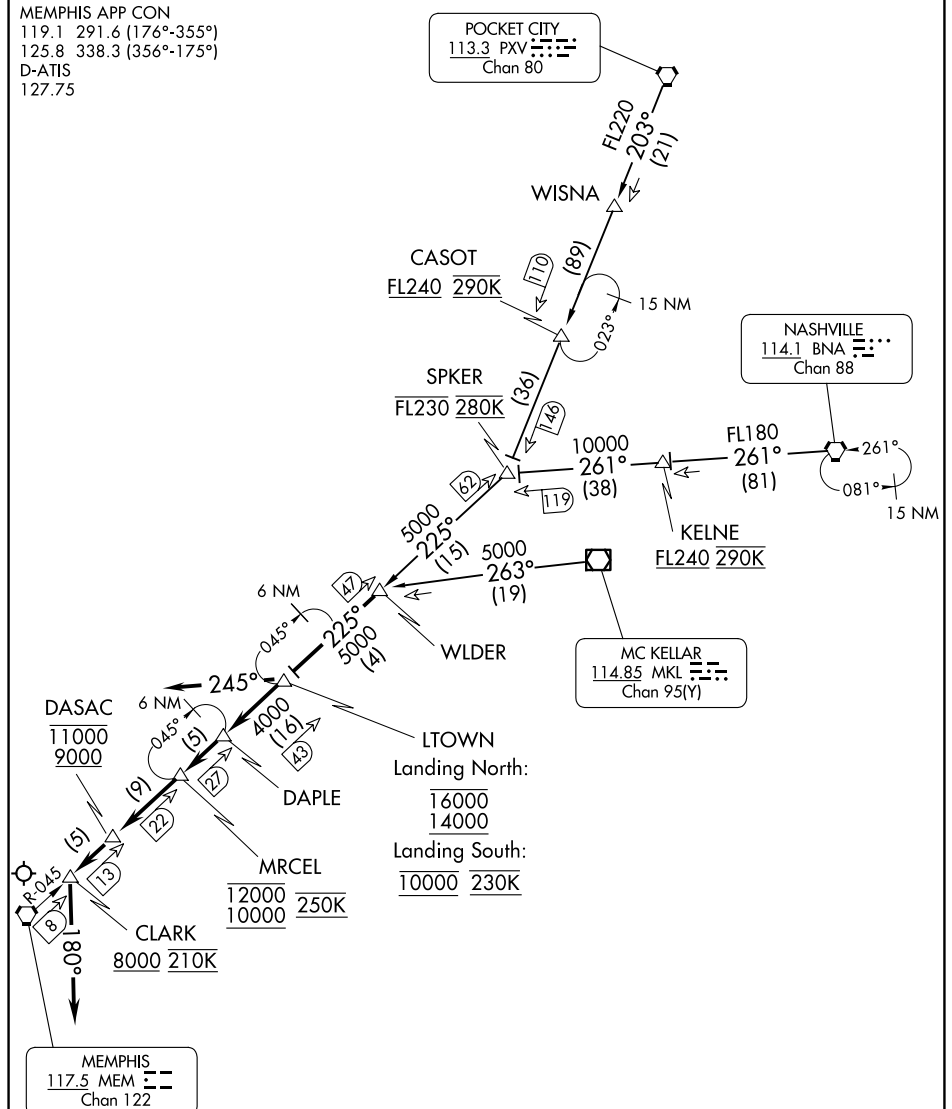 MEMPHIS APP CON
119.1 291.6 (176°-355°)
125.8 338.3 (356°-175°)
D-ATIS
127.75
POCKET CITY
113.3 PXV
Chan 80
FL220
203°
(21)
WISNA
(89)
CASOT
FL240 290K
110
15 NM
023°
NASHVILLE
114.1 BNA
Chan 88
SPKER
FL230 280K
(36)
146
10000
261°
(38)
FL180
261°
(81)
261°
081°
15 NM
62
119
KELNE
FL240 290K
5000
225°
(15)
5000
263°
(19)
47
6 NM
045°
225°
5000
(4)
WLDER
MC KELLAR
114.85 MKL
Chan 95(Y)
245°
6 NM
045°
4000
(16)
43
LTOWN
Landing North:
16000
14000
Landing South:
10000 230K
DASAC
11000
9000
(5)
27
DAPLE
(9)
22
MRCEL
12000
10000
250K
(5)
13
R-045
8
CLARK
8000 210K
180°
MEMPHIS
117.5 MEM
Chan 122